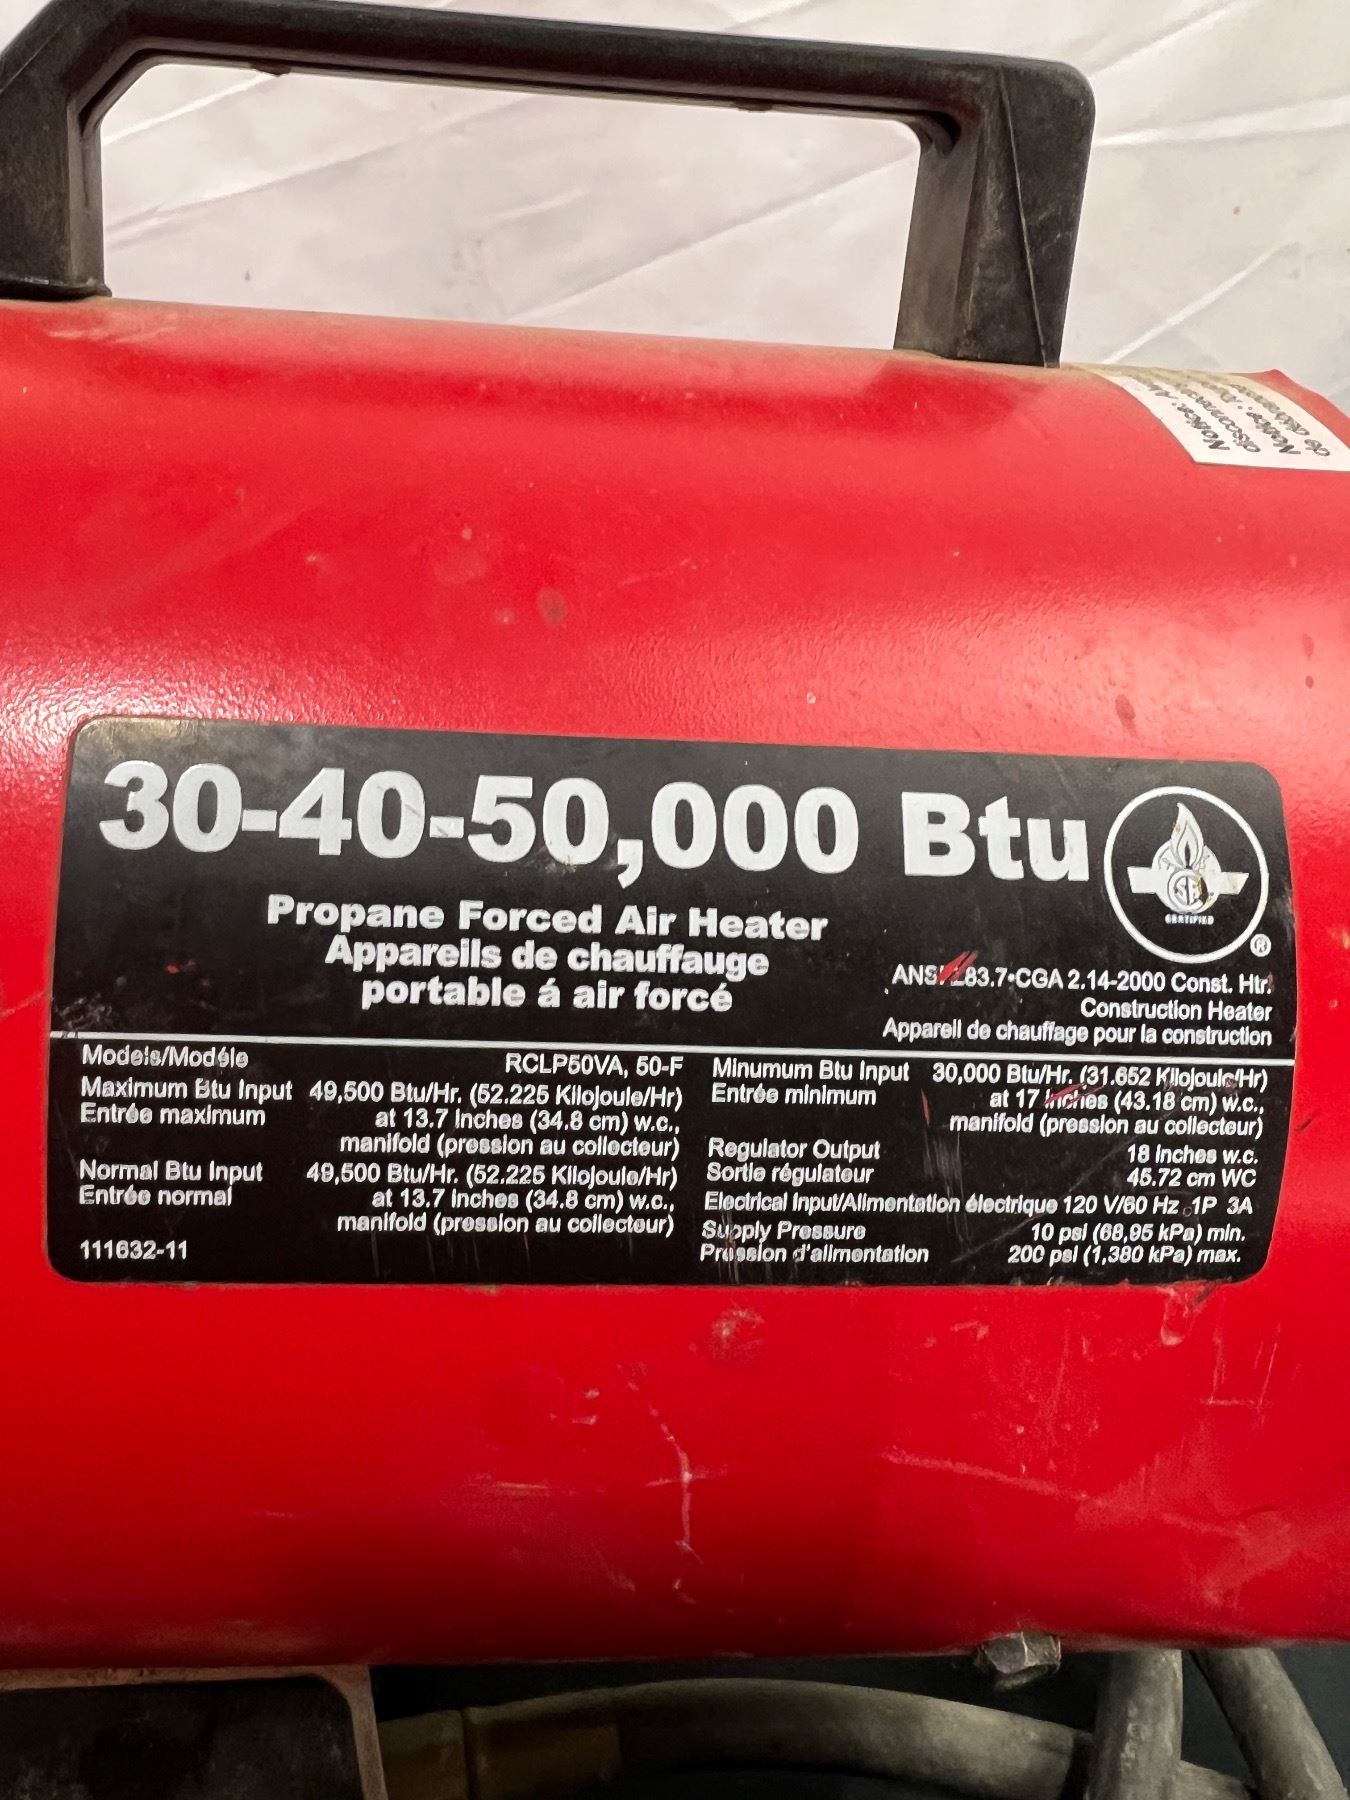 Notice: 
disconnect
Notice :
de débrancher
30-40-50,000 Btu
Propane Forced Air Heater
Appareils de chauffauge
portable á air forcé
CERTIFIED
®
ANSI Z83.7•CGA 2.14-2000 Const. Htr.
Construction Heater
Appareil de chauffage pour la construction
Models/Modéle RCLP50VA, 50-F
Maximum Btu Input 49,500 Btu/Hr. (52.225 Kilojoule/Hr)
Entrée maximum at 13.7 Inches (34.8 cm) w.c.,
manifold (pression au collecteur)
Normal Btu Input 49,500 Btu/Hr. (52.225 Kilojoule/Hr)
Entrée normal at 13.7 Inches (34.8 cm) w.c.,
manifold (pression au collecteur)
111632-11
Minumum Btu Input 30,000 Btu/Hr. (31.652 Kilojoule/Hr)
Entrée minimum at 17 Inches (43.18 cm) w.c.,
manifold (pression au collecteur)
Regulator Output 18 Inches w.c.
Sortie régulateur 45.72 cm WC
Electrical Input/Alimentation électrique 120 V/60 Hz 1P 3A
Supply Pressure 10 psi (68,95 kPa) min.
Pression d'alimentation 200 psi (1,380 kPa) max.